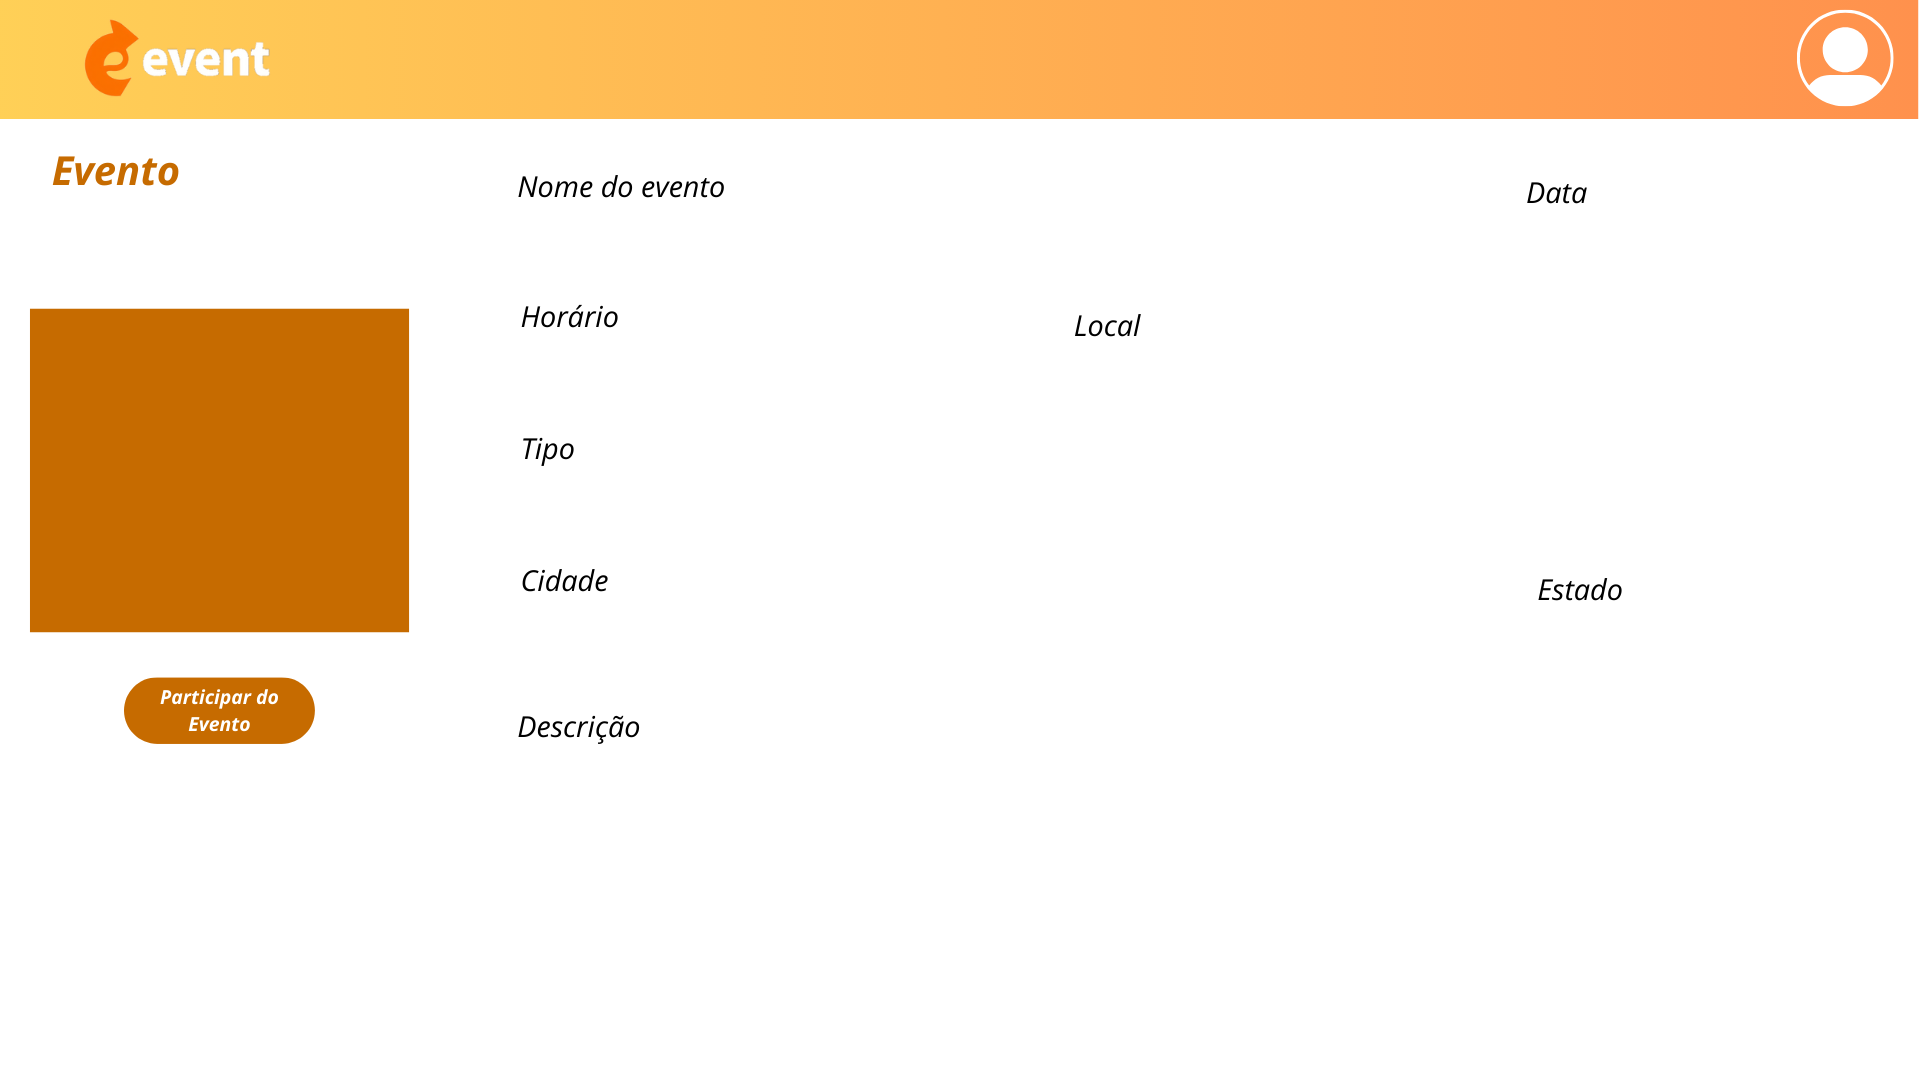 event
Evento
Nome do evento
Data
Horário
Local
Tipo
Cidade
Estado
Participar do
Evento
Descrição